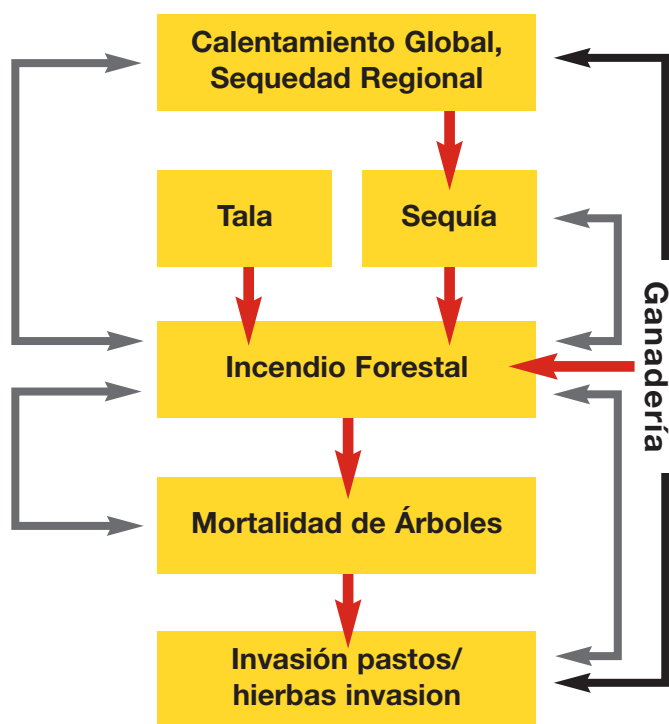 Calentamiento Global,
Sequedad Regional
Tala
Sequía
Ganadería
Incendio Forestal
Mortalidad de Árboles
Invasión pastos/
hierbas invasion